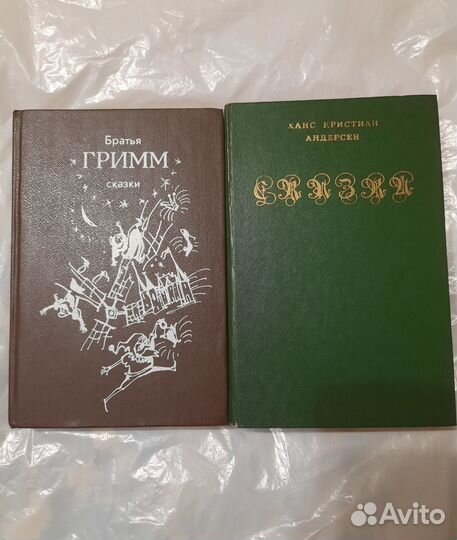 Братья
ГРИММ
сказки
ХАНС КРИСТИАН
АНДЕРСЕН
СКАЗКИ
Avito